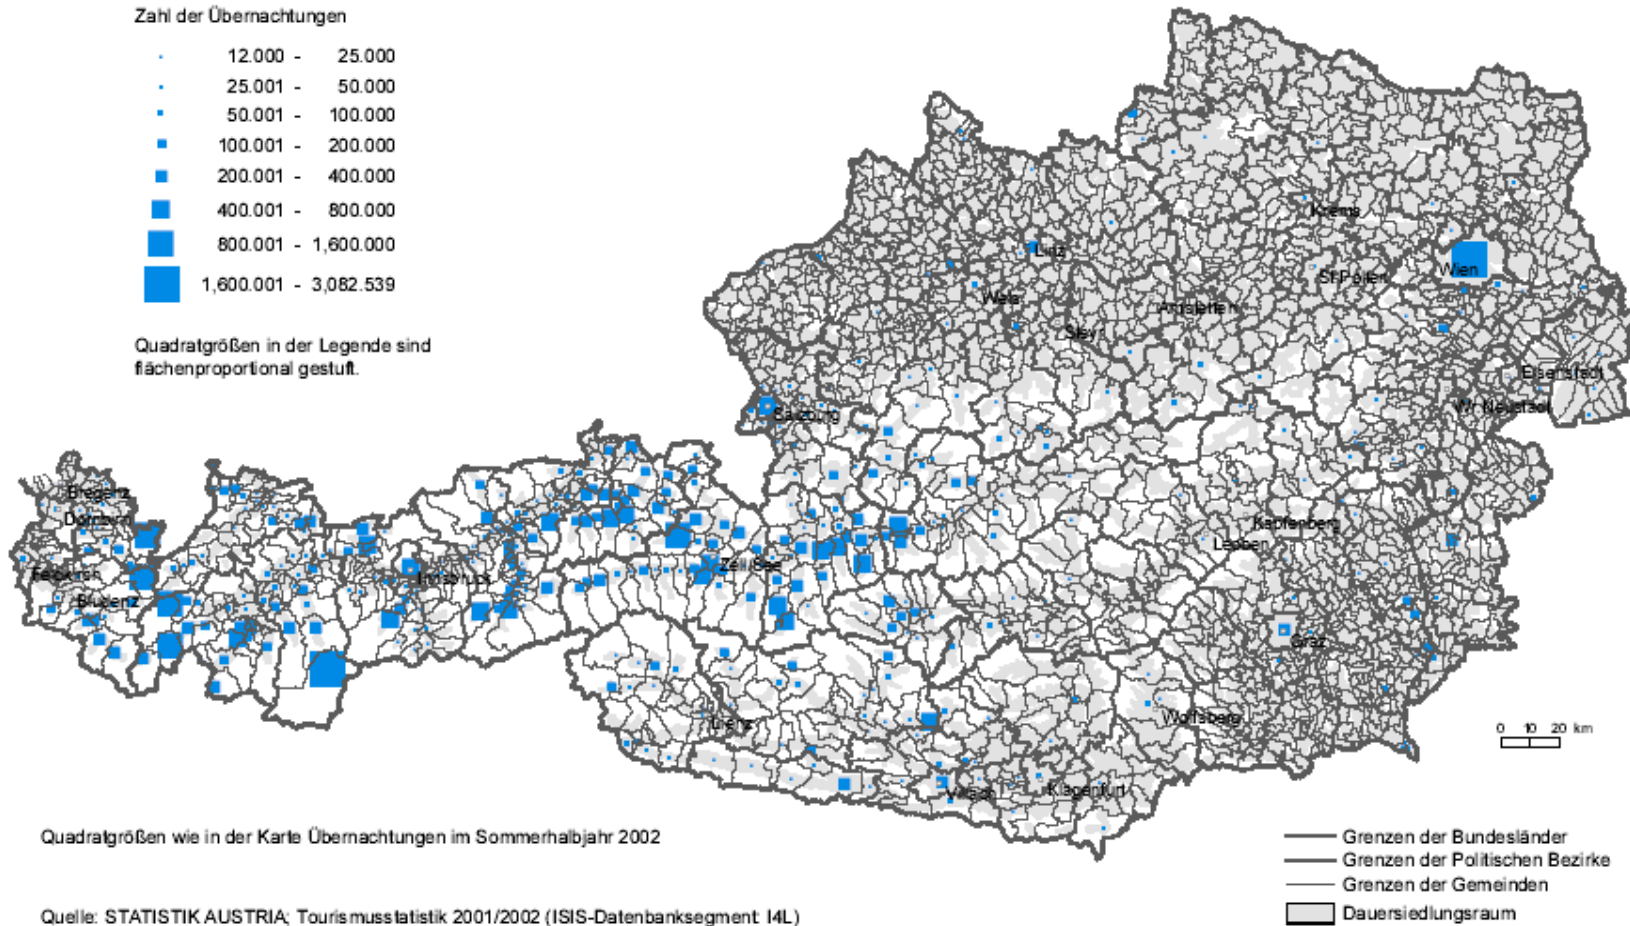 Zahl der Übernachtungen
12.000 - 25.000
25.001 - 50.000
50.001 - 100.000
100.001 - 200.000
200.001 - 400.000
400.001 - 800.000
800.001 - 1,600.000
1,600.001 - 3,082.539
Quadratgrößen in der Legende sind
flächenproportional gestuft.
Krems
Linz
Wien
St Pölten
Wels
Amstetten
Steyr
Eisenstadt
Wr Neustadt
Salzburg
Bregenz
Dornbirn
Kapfenberg
Leoben
Feldkirch
Innsbruck
Zell/See
Bludenz
Graz
Wolfsberg
Lienz
0 10 20 km
Villach
Klagenfurt
Quadratgrößen wie in der Karte Übernachtungen im Sommerhalbjahr 2002
Grenzen der Bundesländer
Grenzen der Politischen Bezirke
Grenzen der Gemeinden
Dauersiedlungsraum
Quelle: STATISTIK AUSTRIA; Tourismusstatistik 2001/2002 (ISIS-Datenbanksegment: I4L)